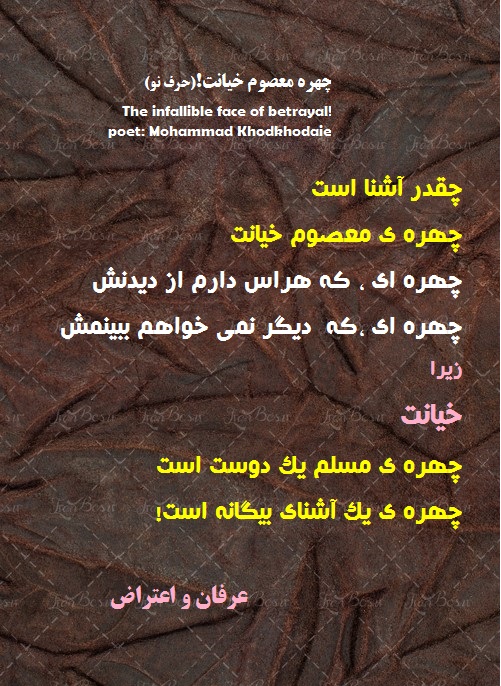 چهره معصوم خیانت!(حرف نو)
The infallible face of betrayal!
poet: Mohammad Khodkhodaie
چقدر آشنا است
چهره ی معصوم خیانت
چهره ای ، که هراس دارم از دیدنش
چهره ای ،که دیگر نمی خواهم ببینمش
زیرا
خیانت
چهره ی مسلم یک دوست است
چهره ی یک آشنای بیگانه است!
عرفان و اعتراض